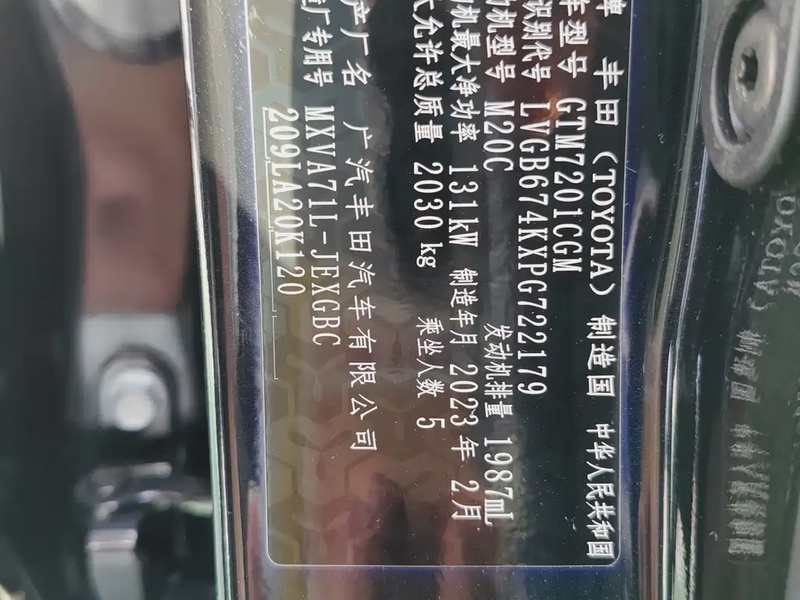 牌 丰田（TOYOTA） 制造国 中华人民共和国
车型号 GTM7201CGM
识别代号 LVGB674KXPG722179
动机型号 M20C 发动机排量 1987mL
动机最大净功率 131kW 制造年月 2023年 2月
大允许总质量 2030kg 乘坐人数 5
产厂名 广汽丰田汽车有限公司
厂专用号 MXVA71L-JEXGBC
209LA20K120